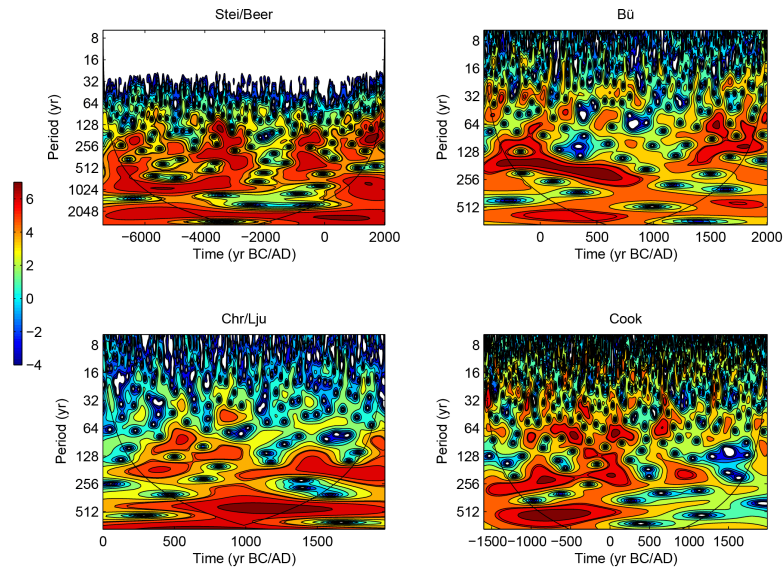 Stei/Beer
8
16
32
64
128
256
512
1024
2048
Period (yr)
−6000 −4000 −2000 0 2000
Time (yr BC/AD)
Bü
8
16
32
64
128
256
512
Period (yr)
0 500 1000 1500 2000
Time (yr BC/AD)
6
4
2
0
−2
−4
Chr/Lju
8
16
32
64
128
256
512
Period (yr)
0 500 1000 1500
Time (yr BC/AD)
Cook
8
16
32
64
128
256
512
Period (yr)
−1500 −1000 −500 0 500 1000 1500
Time (yr BC/AD)